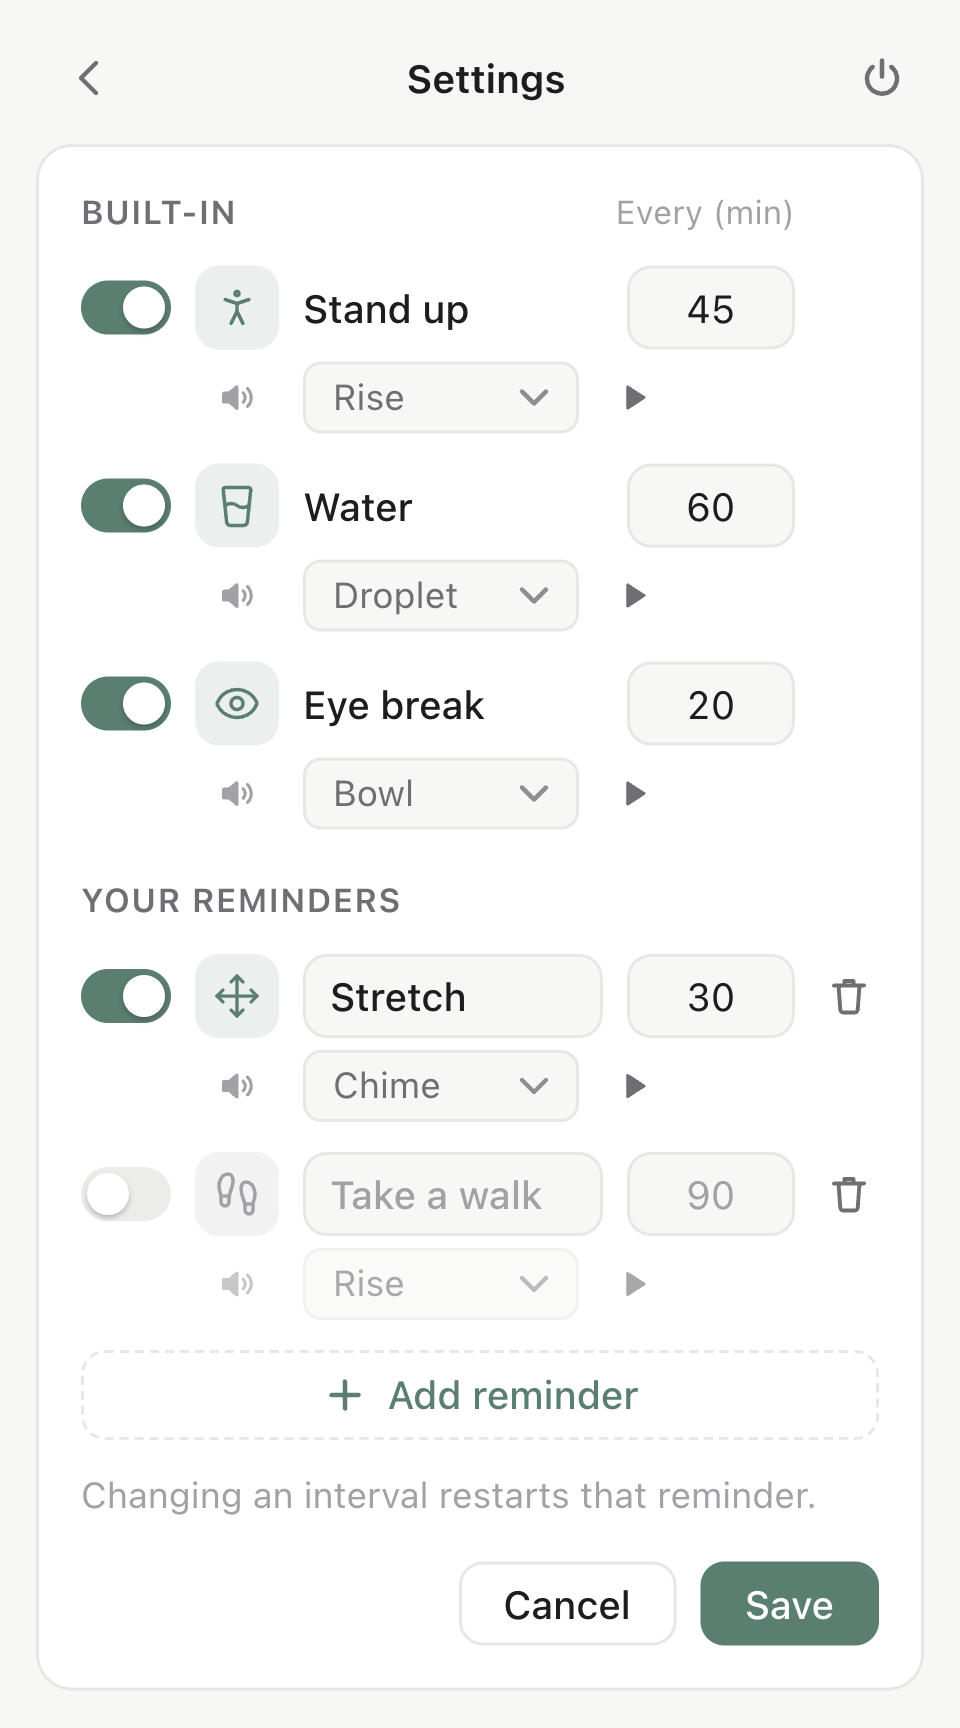 Settings
BUILT-IN Every (min)
Stand up 45
Rise
Water 60
Droplet
Eye break 20
Bowl
YOUR REMINDERS
Stretch 30
Chime
Take a walk 90
Rise
Add reminder
Changing an interval restarts that reminder.
Cancel Save